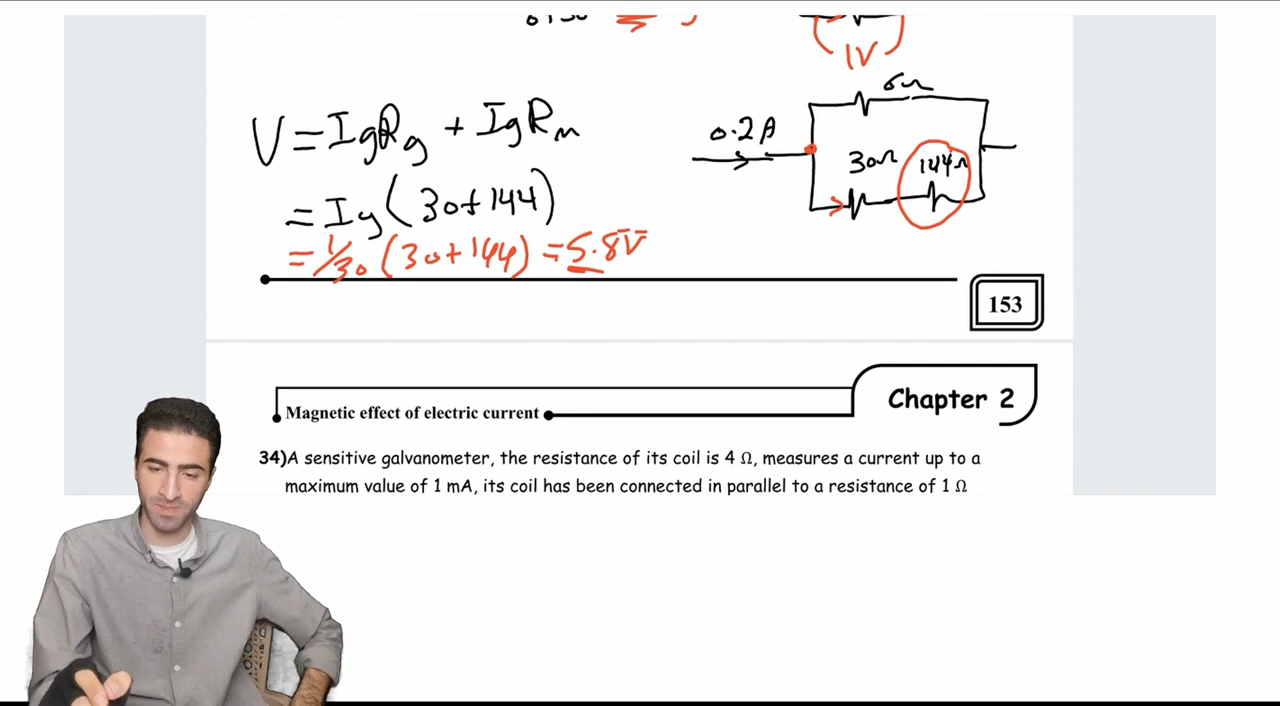 1V
6Ω
V = IgRg + IgRm
0.2A
30Ω 144Ω
= Ig (30+144)
= 1/30 (30+144) = 5.8V
153
Chapter 2
Magnetic effect of electric current
34)A sensitive galvanometer, the resistance of its coil is 4 Ω, measures a current up to a
maximum value of 1 mA, its coil has been connected in parallel to a resistance of 1 Ω